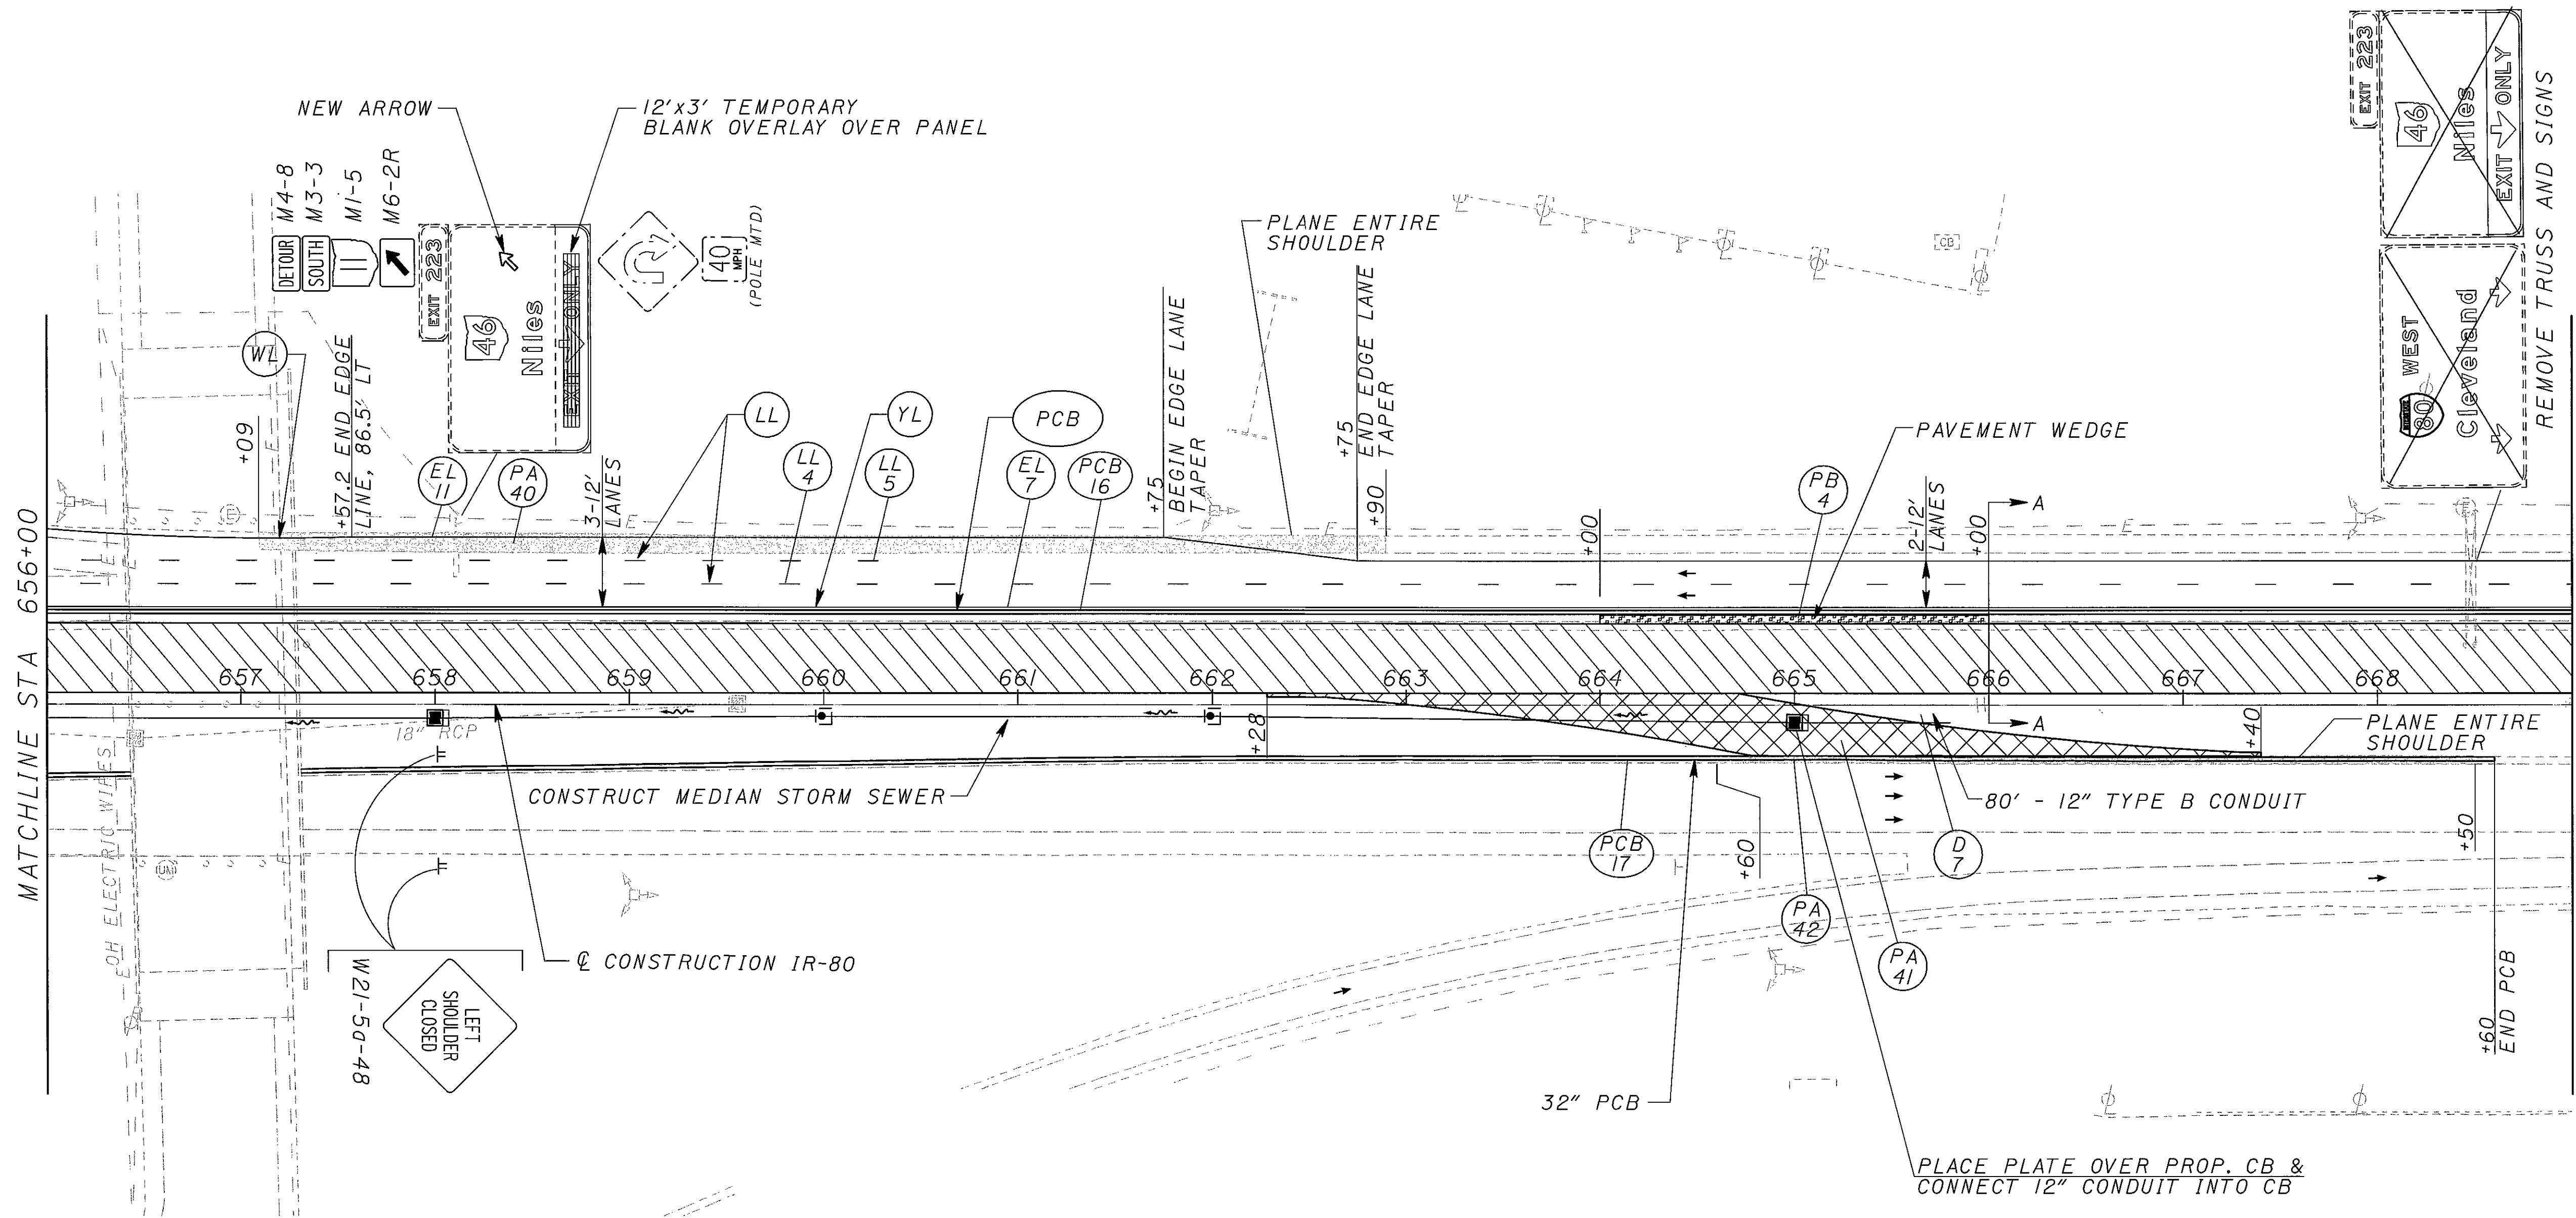 NEW ARROW
12'x3' TEMPORARY
BLANK OVERLAY OVER PANEL
M4-8
M3-3
M1-5
M6-2R
DETOUR
SOUTH
11
EXIT 223
46
Niles
EXIT ONLY
40
MPH
(POLE MTD)
PLANE ENTIRE
SHOULDER
CB
EXIT 223
46
Niles
EXIT ONLY
WEST
80
Cleveland
REMOVE TRUSS AND SIGNS
WL
+09
+57.2 END EDGE
LINE, 86.5' LT
EL
11
PA
40
3-12'
LANES
LL
LL
4
YL
LL
5
PCB
EL
7
PCB
16
+75
BEGIN EDGE LANE
TAPER
+75
END EDGE LANE
TAPER
+90
+00
PAVEMENT WEDGE
PB
4
2-12'
LANES
+00
A
E
E
E
E
MATCHLINE STA 656+00
657
658
659
660
661
662
663
664
665
666
667
668
18" RCP
+28
A
+40
PLANE ENTIRE
SHOULDER
CONSTRUCT MEDIAN STORM SEWER
80' - 12" TYPE B CONDUIT
OH ELECTRIC WIRES
PCB
17
+60
D
7
+50
PA
42
PA
41
℄ CONSTRUCTION IR-80
W21-5a-48
LEFT
SHOULDER
CLOSED
32" PCB
+60
END PCB
PLACE PLATE OVER PROP. CB &
CONNECT 12" CONDUIT INTO CB